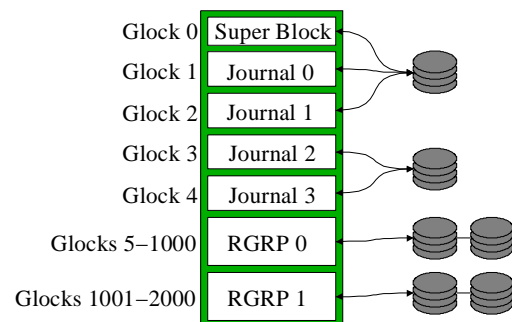 Glock 0 Super Block
Glock 1 Journal 0
Glock 2 Journal 1
Glock 3 Journal 2
Glock 4 Journal 3
Glocks 5−1000 RGRP 0
Glocks 1001−2000 RGRP 1